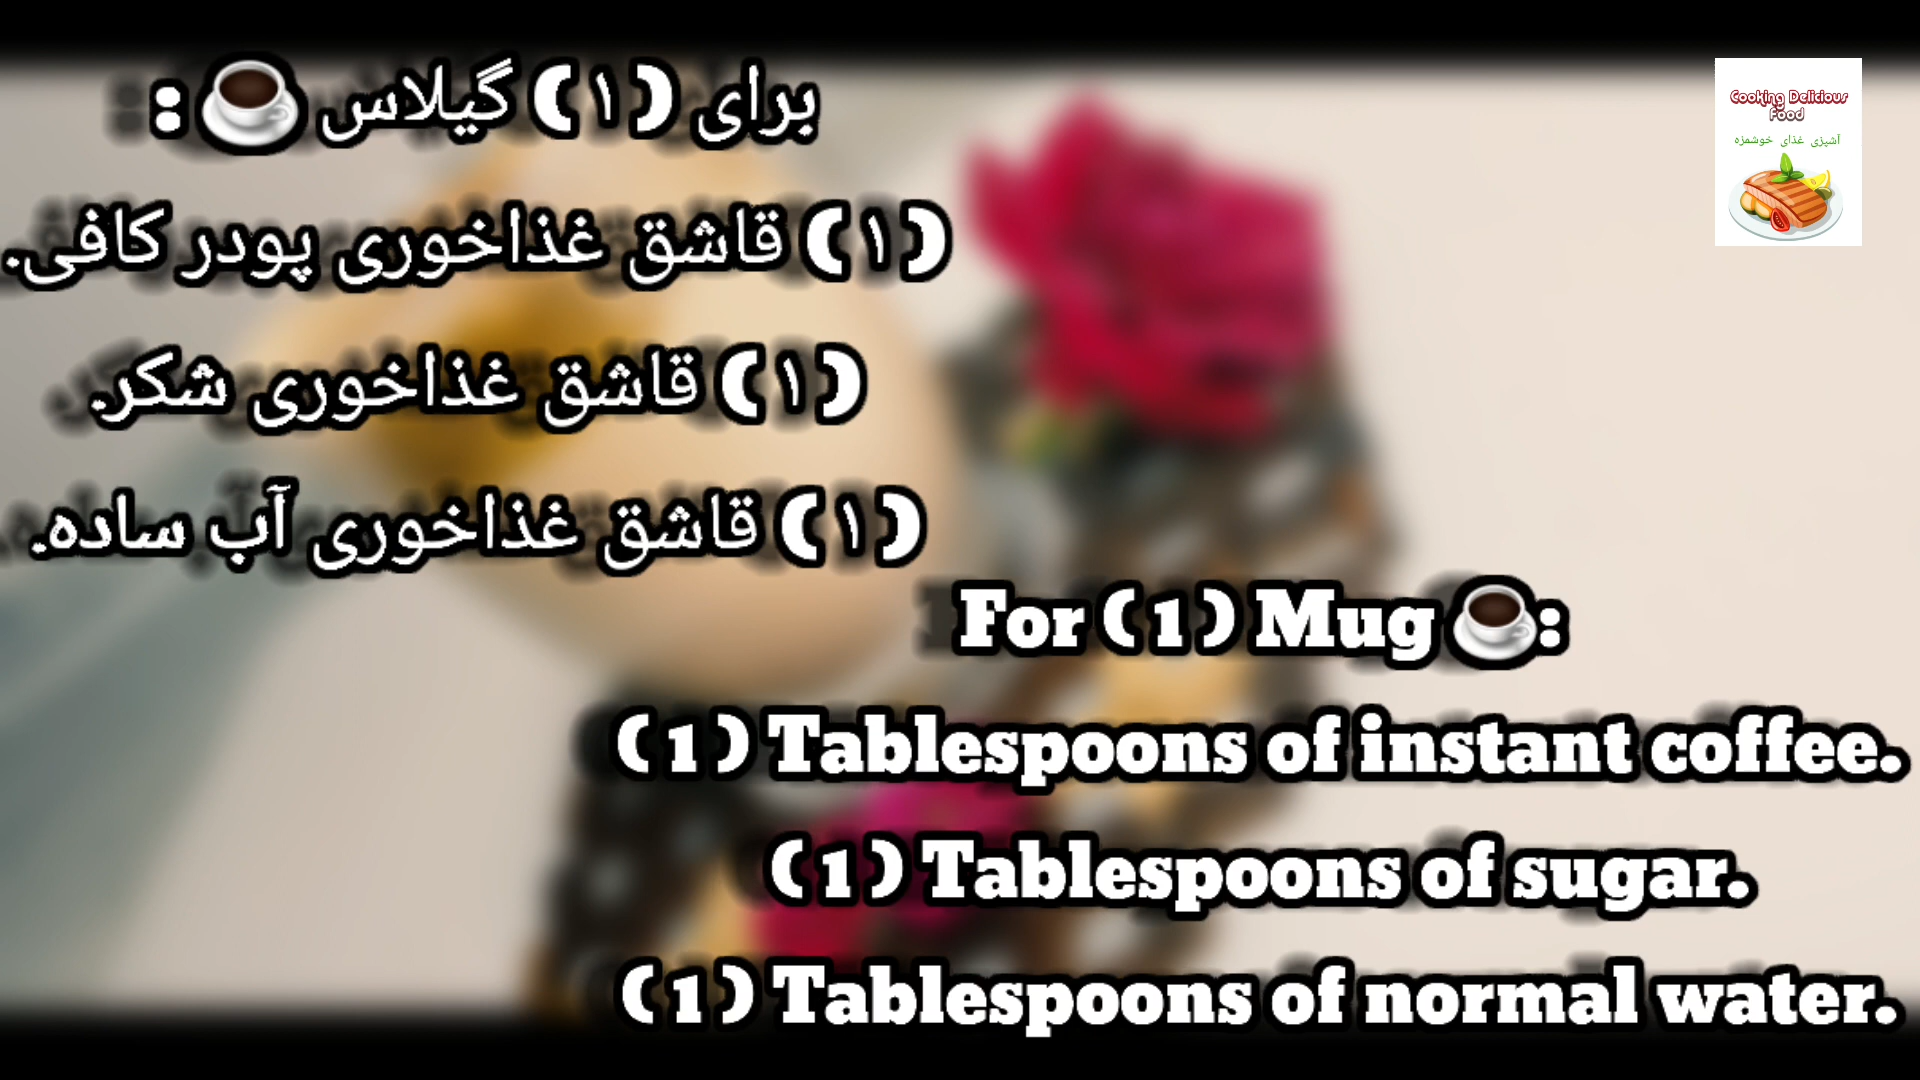 برای (۱) گیلاس ☕:
(۱) قاشق غذاخوری پودر کافی.
(۱) قاشق غذاخوری شکر.
(۱) قاشق غذاخوری آب ساده.
For (1) Mug ☕:
(1) Tablespoons of instant coffee.
(1) Tablespoons of sugar.
(1) Tablespoons of normal water.
Cooking Delicious
Food
آشپزی غذای خوشمزه